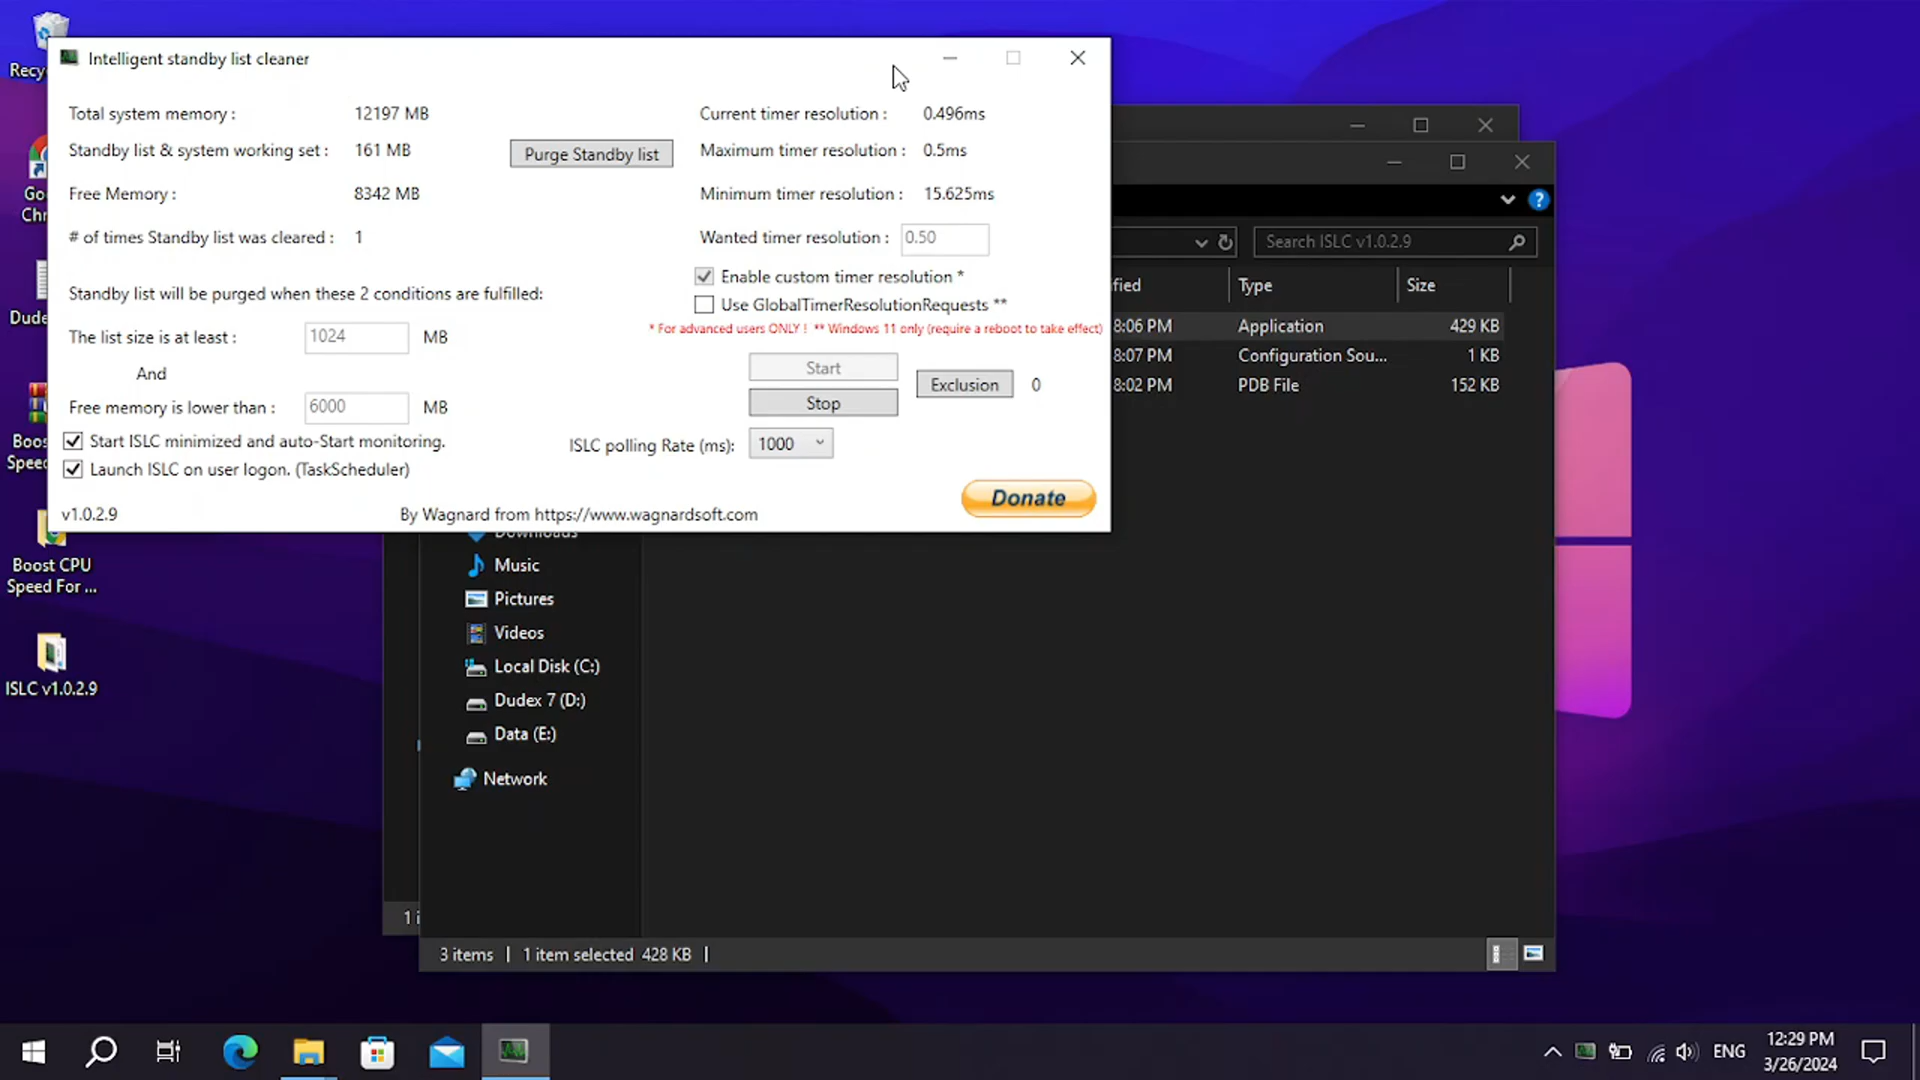 Recy
Intelligent standby list cleaner
Total system memory : 12197 MB
Standby list & system working set : 161 MB
Purge Standby list
Free Memory : 8342 MB
# of times Standby list was cleared : 1
Standby list will be purged when these 2 conditions are fulfilled:
The list size is at least : 1024 MB
And
Free memory is lower than : 6000 MB
Start ISLC minimized and auto-Start monitoring.
Launch ISLC on user logon. (TaskScheduler)
v1.0.2.9
By Wagnard from https://www.wagnardsoft.com
Current timer resolution : 0.496ms
Maximum timer resolution : 0.5ms
Minimum timer resolution : 15.625ms
Wanted timer resolution : 0.50
Enable custom timer resolution *
Use GlobalTimerResolutionRequests **
* For advanced users ONLY ! ** Windows 11 only (require a reboot to take effect)
Start
Stop
Exclusion 0
ISLC polling Rate (ms): 1000
Donate
Search ISLC v1.0.2.9
ified Type Size
8:06 PM Application 429 KB
8:07 PM Configuration Sou... 1 KB
8:02 PM PDB File 152 KB
Goo
Chr
Dude
Boos
Spee
Boost CPU
Speed For ...
ISLC v1.0.2.9
Downloads
Music
Pictures
Videos
Local Disk (C:)
Dudex 7 (D:)
Data (E:)
Network
1 i
3 items 1 item selected 428 KB
ENG
12:29 PM
3/26/2024